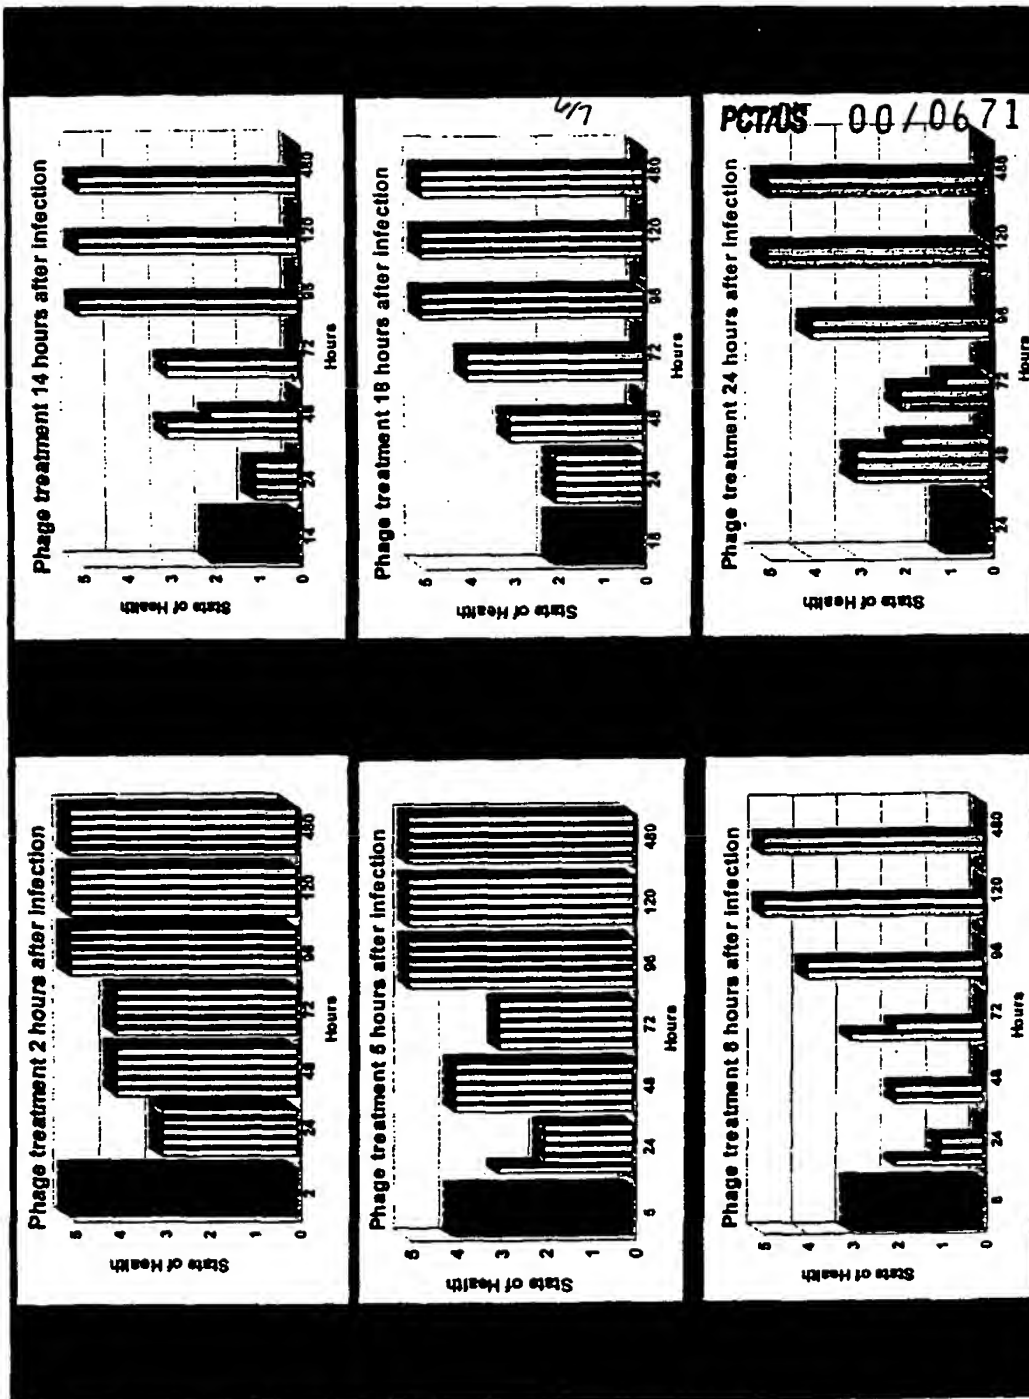 Phage treatment 2 hours after infection
State of Health
5
4
3
2
1
0
2 24 48 72 96 120 480
Hours
Phage treatment 14 hours after infection
State of Health
5
4
3
2
1
0
14 24 48 72 96 120 480
Hours
Phage treatment 5 hours after infection
State of Health
5
4
3
2
1
0
5 24 48 72 96 120 480
Hours
Phage treatment 18 hours after infection
State of Health
5
4
3
2
1
0
18 24 48 72 96 120 480
Hours
Phage treatment 8 hours after infection
State of Health
5
4
3
2
1
0
8 24 48 72 96 120 480
Hours
Phage treatment 24 hours after infection
State of Health
5
4
3
2
1
0
24 48 72 96 120 480
Hours
PCT/US 00/0671